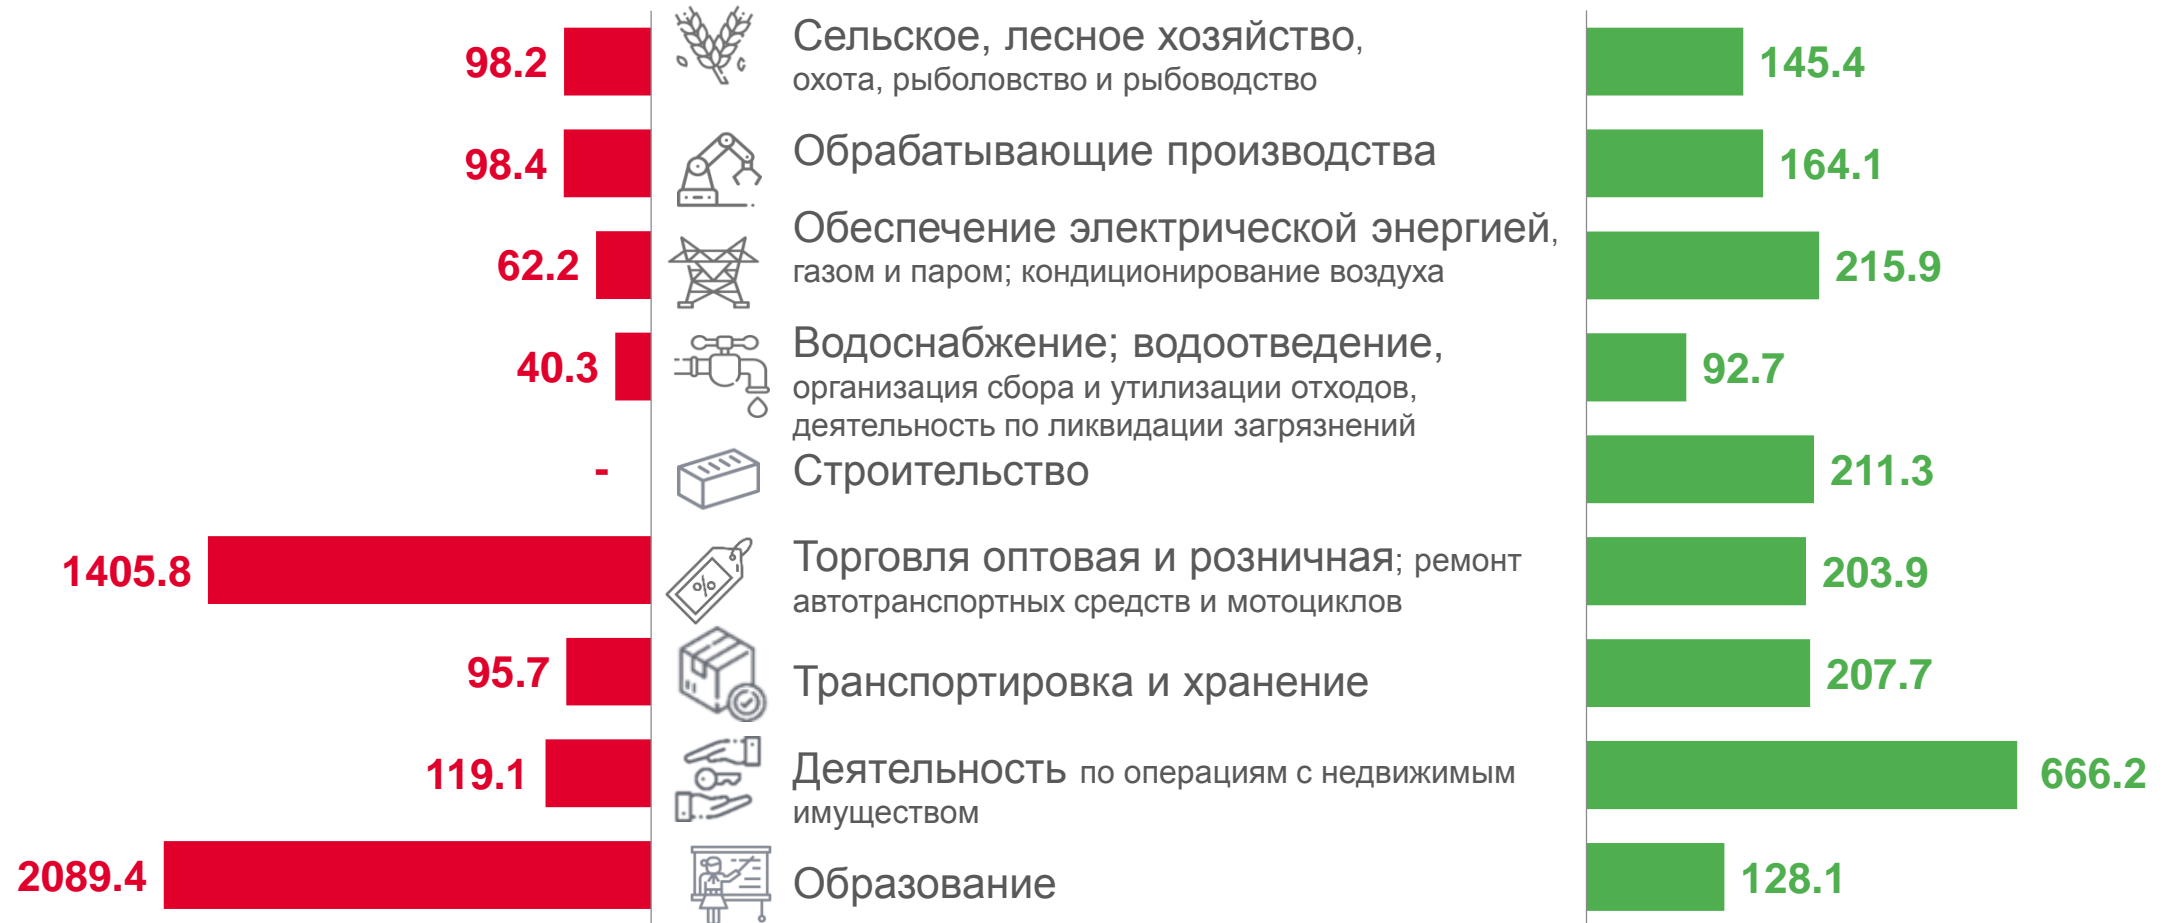 98.2
Сельское, лесное хозяйство,
охота, рыболовство и рыбоводство
145.4
98.4
Обрабатывающие производства
164.1
62.2
Обеспечение электрической энергией,
газом и паром; кондиционирование воздуха
215.9
40.3
Водоснабжение; водоотведение,
организация сбора и утилизации отходов,
деятельность по ликвидации загрязнений
92.7
-
Строительство
211.3
1405.8
%
Торговля оптовая и розничная; ремонт
автотранспортных средств и мотоциклов
203.9
95.7
Транспортировка и хранение
207.7
119.1
Деятельность по операциям с недвижимым
имуществом
666.2
2089.4
Образование
128.1